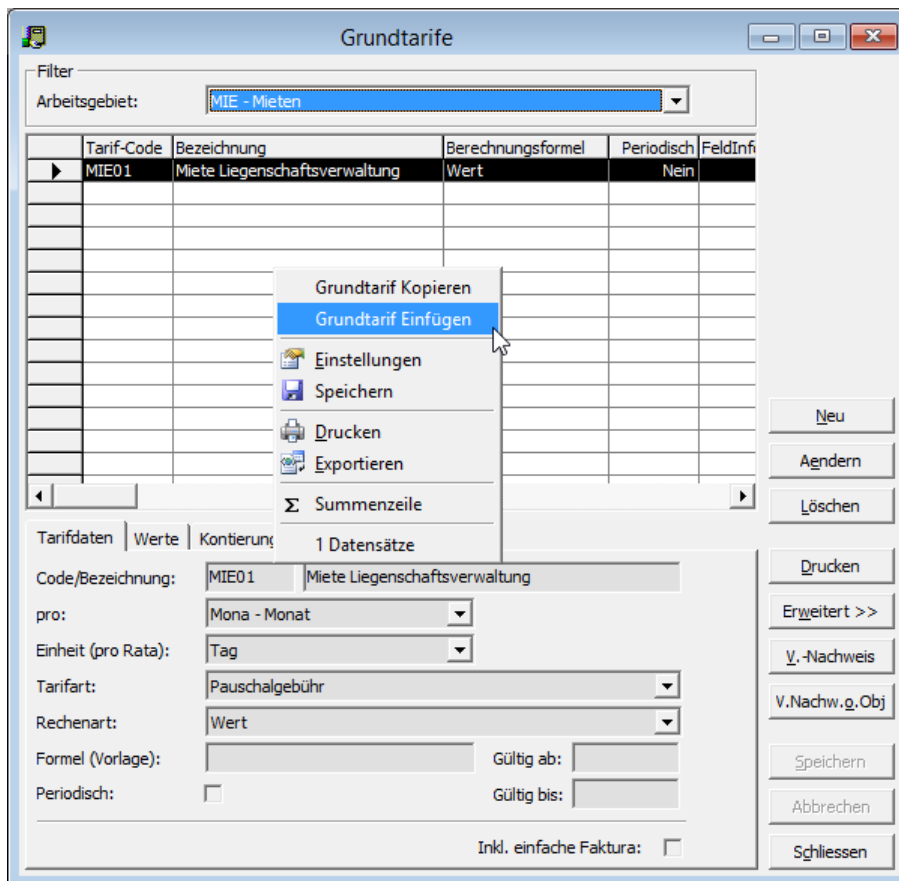 Grundtarife
Filter
Arbeitsgebiet: MIE - Mieten
Tarif-Code Bezeichnung Berechnungsformel Periodisch FeldInf
MIE01 Miete Liegenschaftsverwaltung Wert Nein
Grundtarif Kopieren
Grundtarif Einfügen
Einstellungen
Speichern
Drucken
Exportieren
Σ Summenzeile
1 Datensätze
Neu
Aendern
Löschen
Tarifdaten Werte Kontierung
Code/Bezeichnung: MIE01 Miete Liegenschaftsverwaltung
pro: Mona - Monat
Einheit (pro Rata): Tag
Tarifart: Pauschalgebühr
Rechenart: Wert
Formel (Vorlage): Gültig ab:
Periodisch: Gültig bis:
Inkl. einfache Faktura:
Drucken
Erweitert >>
V.-Nachweis
V.Nachw.o.Obj
Speichern
Abbrechen
Schliessen